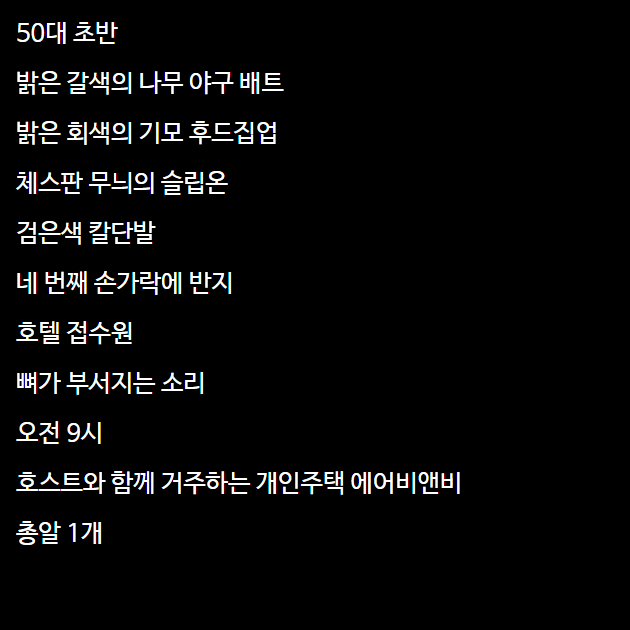 50대 초반
밝은 갈색의 나무 야구 배트
밝은 회색의 기모 후드집업
체스판 무늬의 슬립온
검은색 칼단발
네 번째 손가락에 반지
호텔 접수원
뼈가 부서지는 소리
오전 9시
호스트와 함께 거주하는 개인주택 에어비앤비
총알 1개